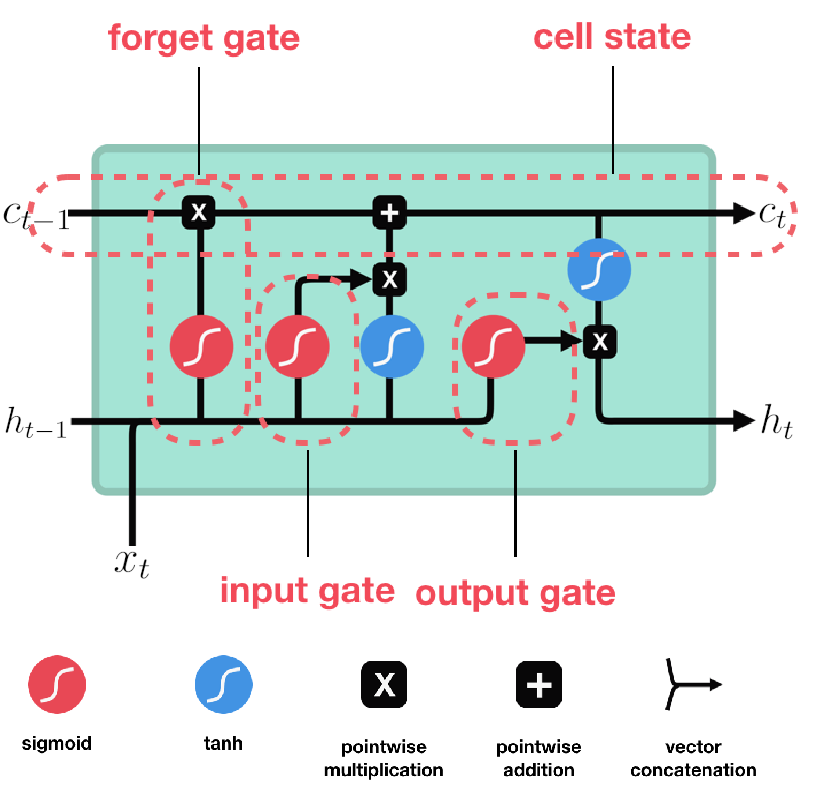 forget gate
cell state
x
+
c_{t-1}
c_t
x
x
h_{t-1}
h_t
x_t
input gate
output gate
x
+
sigmoid
tanh
pointwise
multiplication
pointwise
addition
vector
concatenation